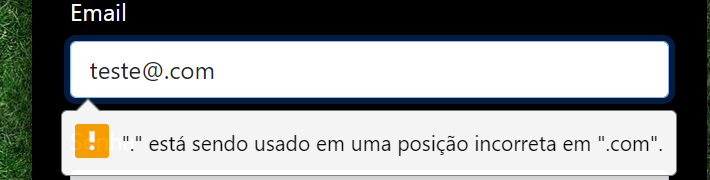 Email
teste@.com
"." está sendo usado em uma posição incorreta em ".com".